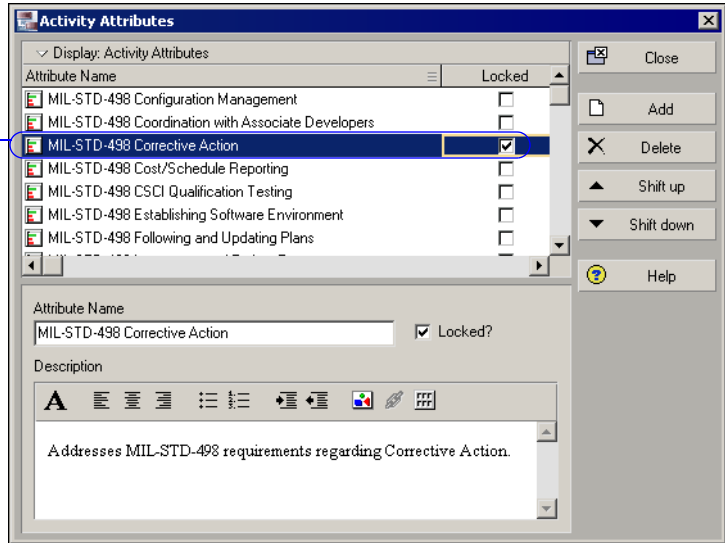 Activity Attributes
Display: Activity Attributes
Attribute Name Locked
MIL-STD-498 Configuration Management
MIL-STD-498 Coordination with Associate Developers
MIL-STD-498 Corrective Action
MIL-STD-498 Cost/Schedule Reporting
MIL-STD-498 CSCI Qualification Testing
MIL-STD-498 Establishing Software Environment
MIL-STD-498 Following and Updating Plans
Close
Add
Delete
Shift up
Shift down
Help
Attribute Name
MIL-STD-498 Corrective Action
Locked?
Description
A
Addresses MIL-STD-498 requirements regarding Corrective Action.